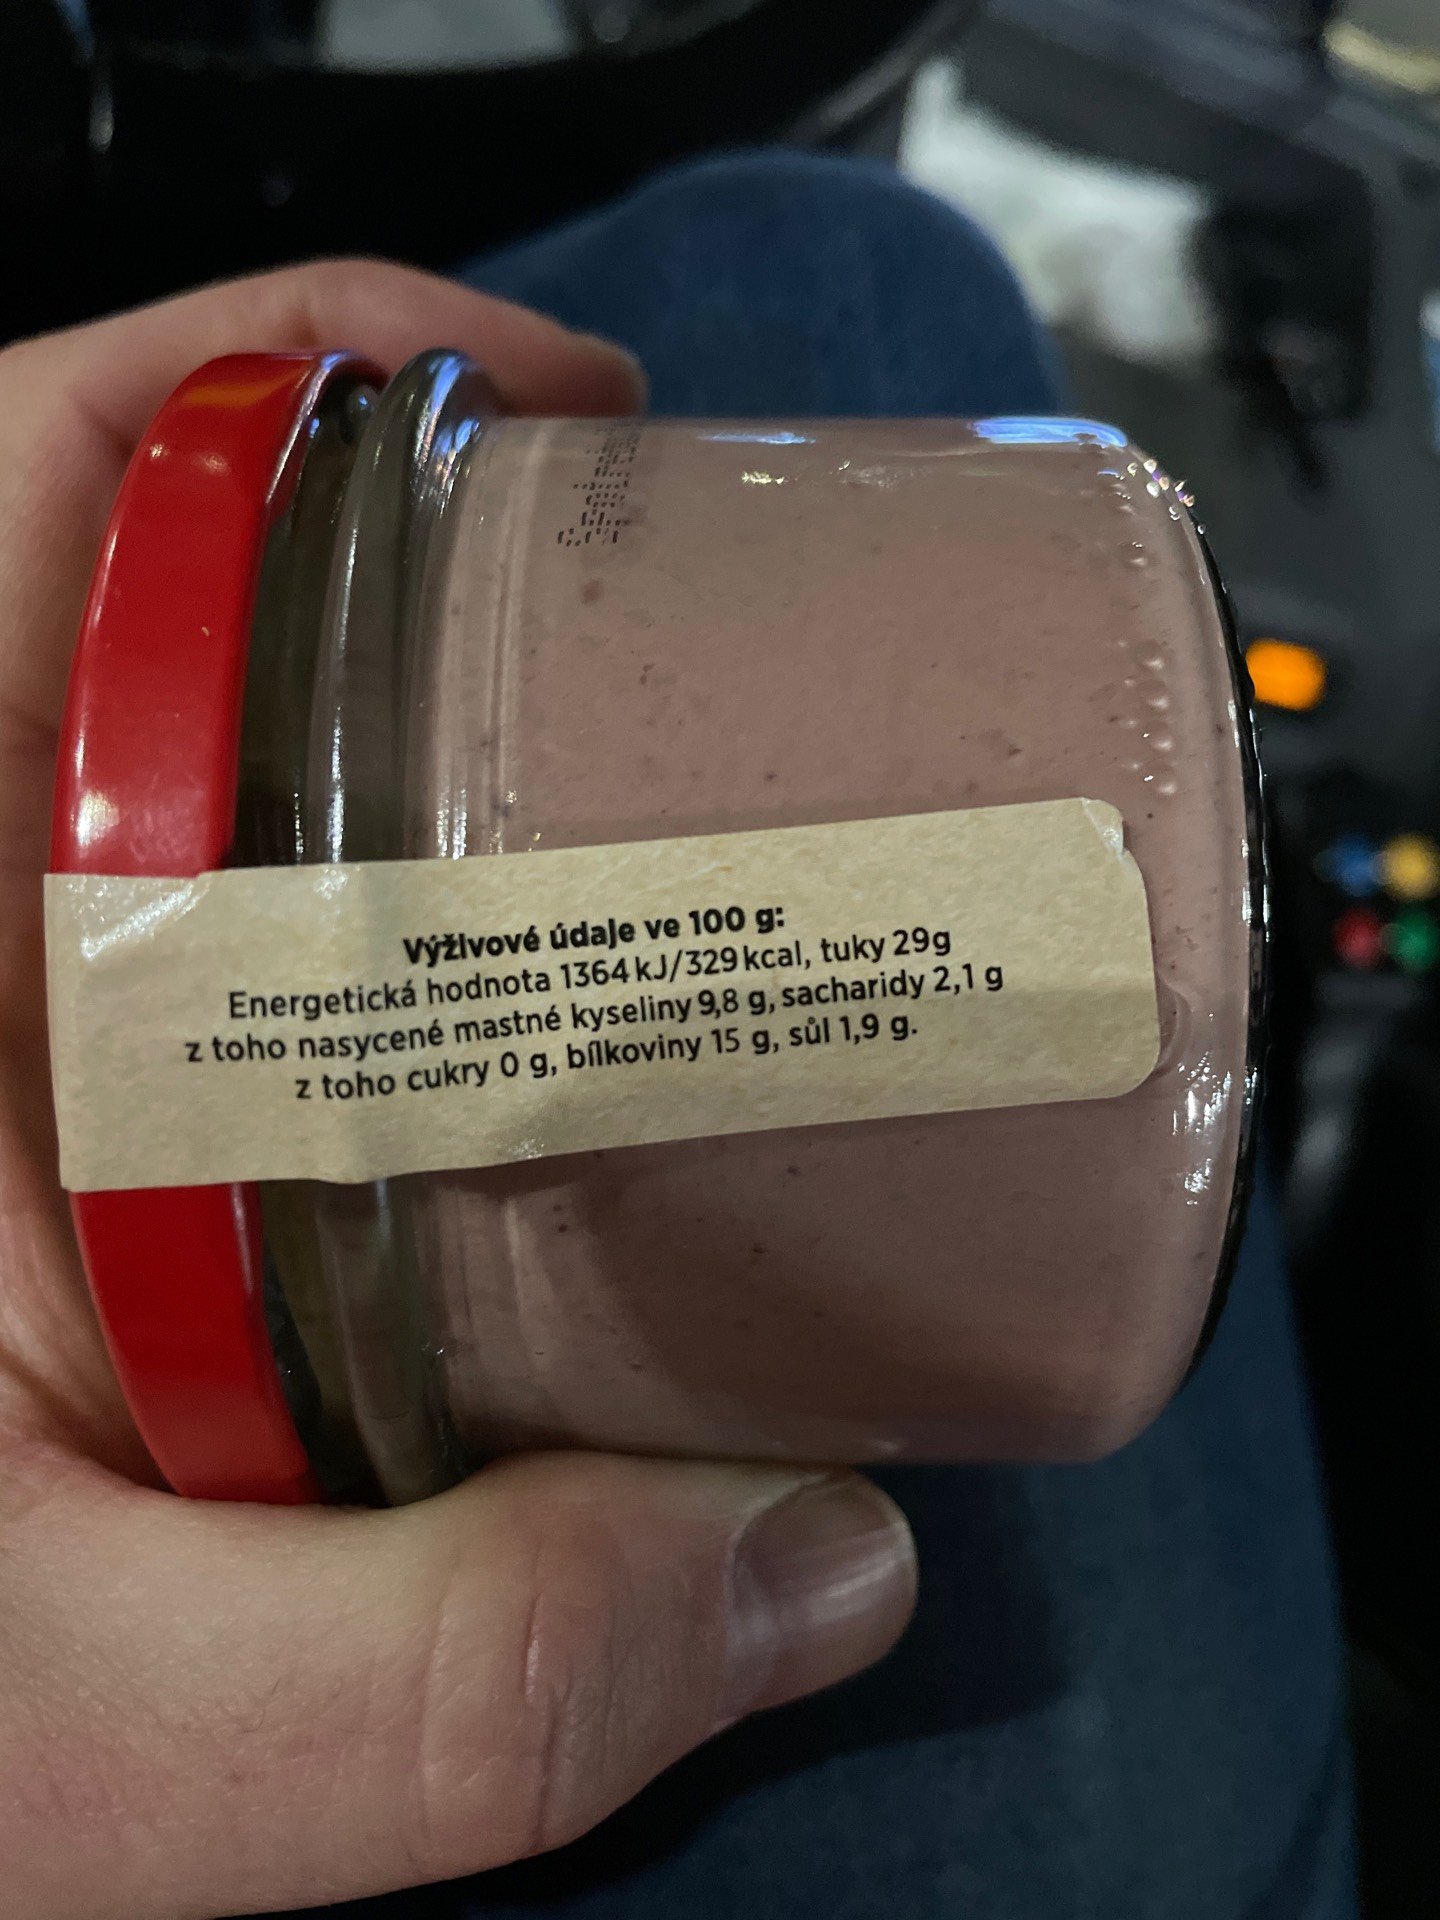 Výživové údaje ve 100 g:
Energetická hodnota 1364 kJ/329 kcal, tuky 29g
z toho nasycené mastné kyseliny 9,8 g, sacharidy 2,1 g
z toho cukry 0 g, bílkoviny 15 g, sůl 1,9 g.